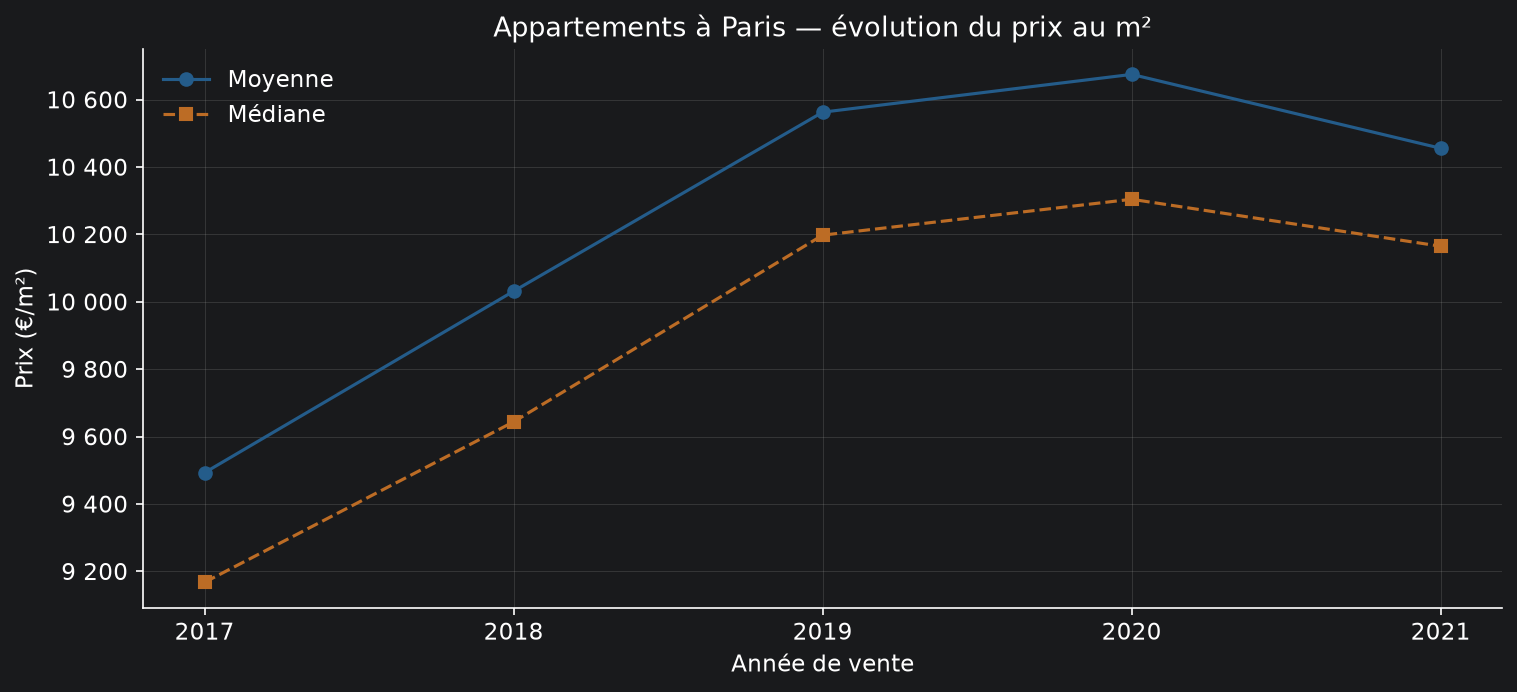 Appartements à Paris — évolution du prix au m²
Moyenne
Médiane
Prix (€/m²)
10 600
10 400
10 200
10 000
9 800
9 600
9 400
9 200
2017 2018 2019 2020 2021
Année de vente